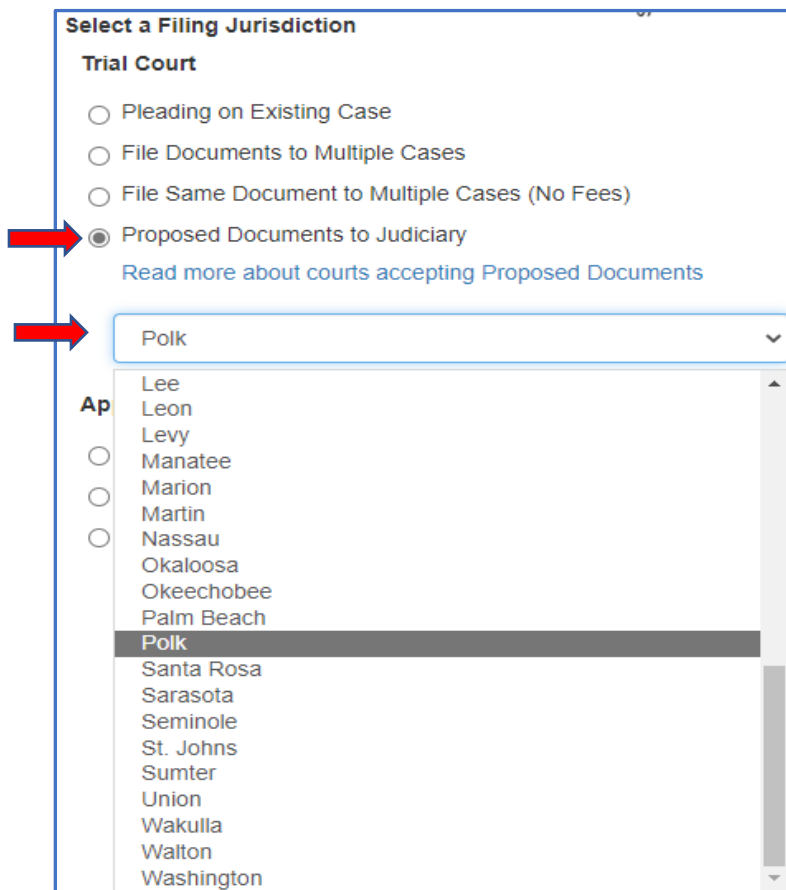 Select a Filing Jurisdiction
Trial Court
Pleading on Existing Case
File Documents to Multiple Cases
File Same Document to Multiple Cases (No Fees)
Proposed Documents to Judiciary
Read more about courts accepting Proposed Documents
Polk
Lee
Ap
Leon
Levy
Manatee
Marion
Martin
Nassau
Okaloosa
Okeechobee
Palm Beach
Polk
Santa Rosa
Sarasota
Seminole
St. Johns
Sumter
Union
Wakulla
Walton
Washington